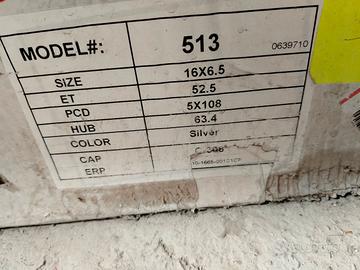 MODEL#: 513 0639710
SIZE 16X6.5
ET 52.5
PCD 5X108
HUB 63.4
COLOR Silver
CAP
ERP